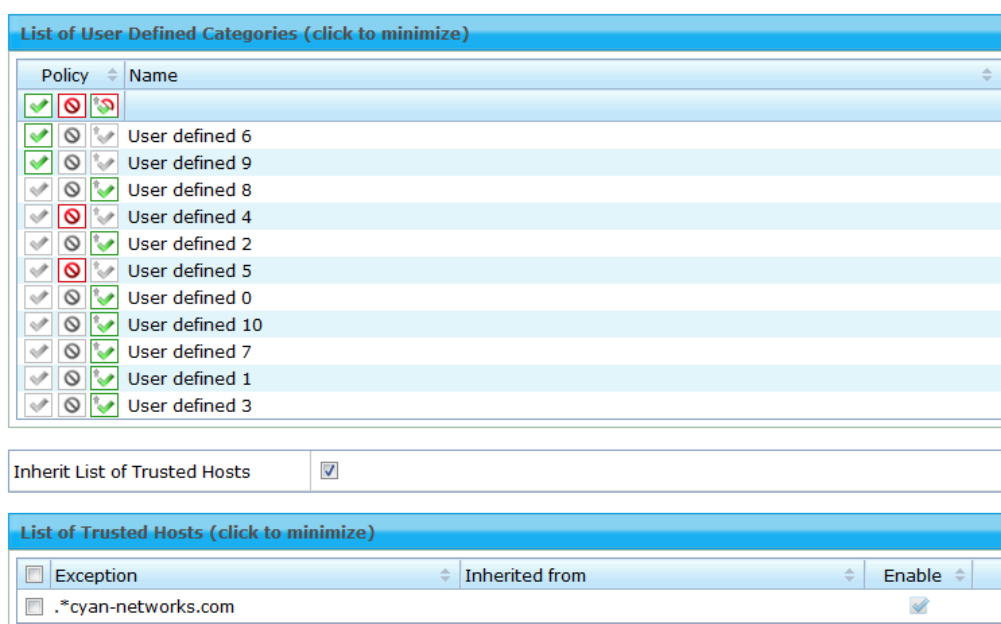 List of User Defined Categories (click to minimize)
Policy Name
User defined 6
User defined 9
User defined 8
User defined 4
User defined 2
User defined 5
User defined 0
User defined 10
User defined 7
User defined 1
User defined 3
Inherit List of Trusted Hosts
List of Trusted Hosts (click to minimize)
Exception Inherited from Enable
.*cyan-networks.com